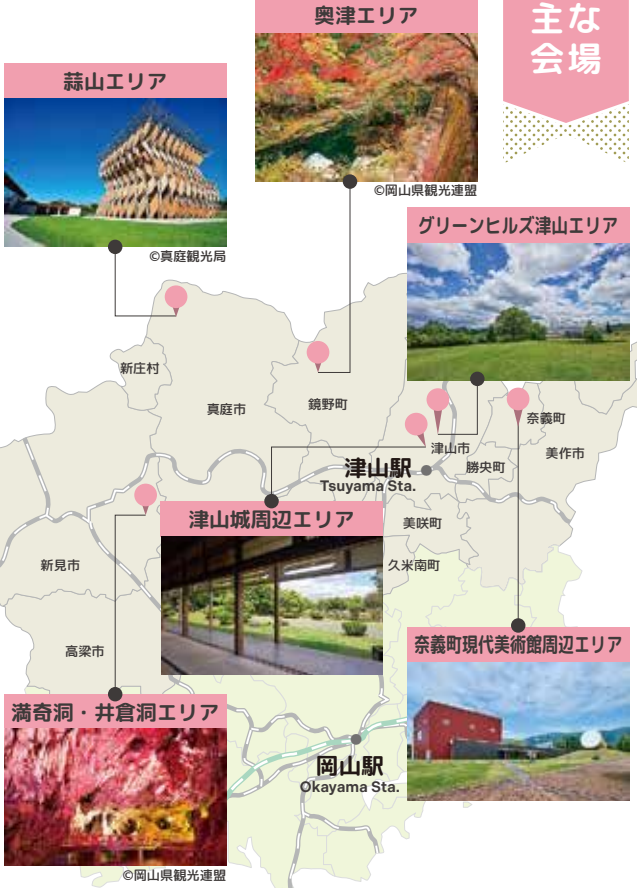 主な
会場
奥津エリア
©岡山県観光連盟
蒜山エリア
©真庭観光局
グリーンヒルズ津山エリア
新庄村
真庭市
鏡野町
奈義町
津山市
美作市
勝央町
津山駅
Tsuyama Sta.
津山城周辺エリア
美咲町
久米南町
新見市
高梁市
奈義町現代美術館周辺エリア
満奇洞・井倉洞エリア
©岡山県観光連盟
岡山駅
Okayama Sta.